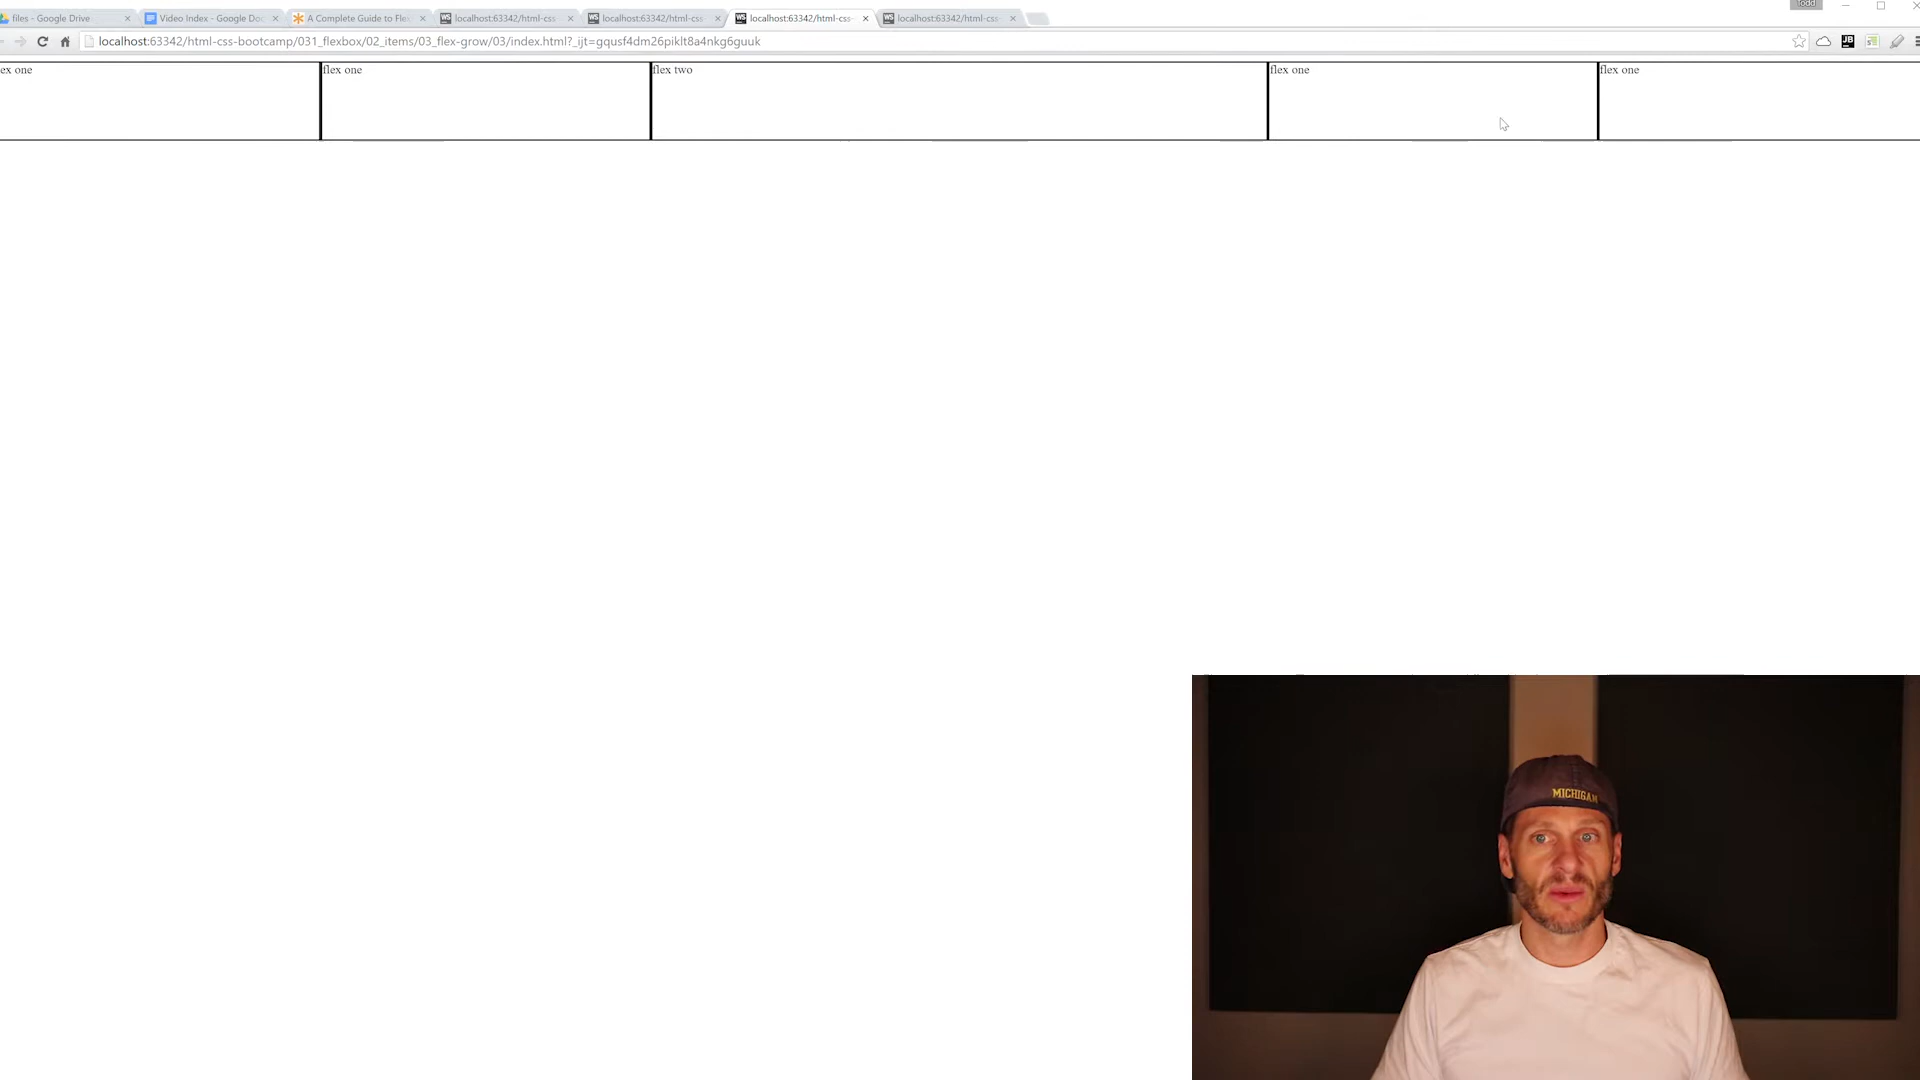 Todd
files - Google Drive
Video Index - Google Do
A Complete Guide to Fle
localhost:63342/html-css
localhost:63342/html-css
localhost:63342/html-css-
localhost:63342/html-css
localhost:63342/html-css-bootcamp/031_flexbox/02_items/03_flex-grow/03/index.html?_ijt=gqusf4dm26piklt8a4nkg6guuk
ex one
flex one
flex two
flex one
flex one
MICHIGAN